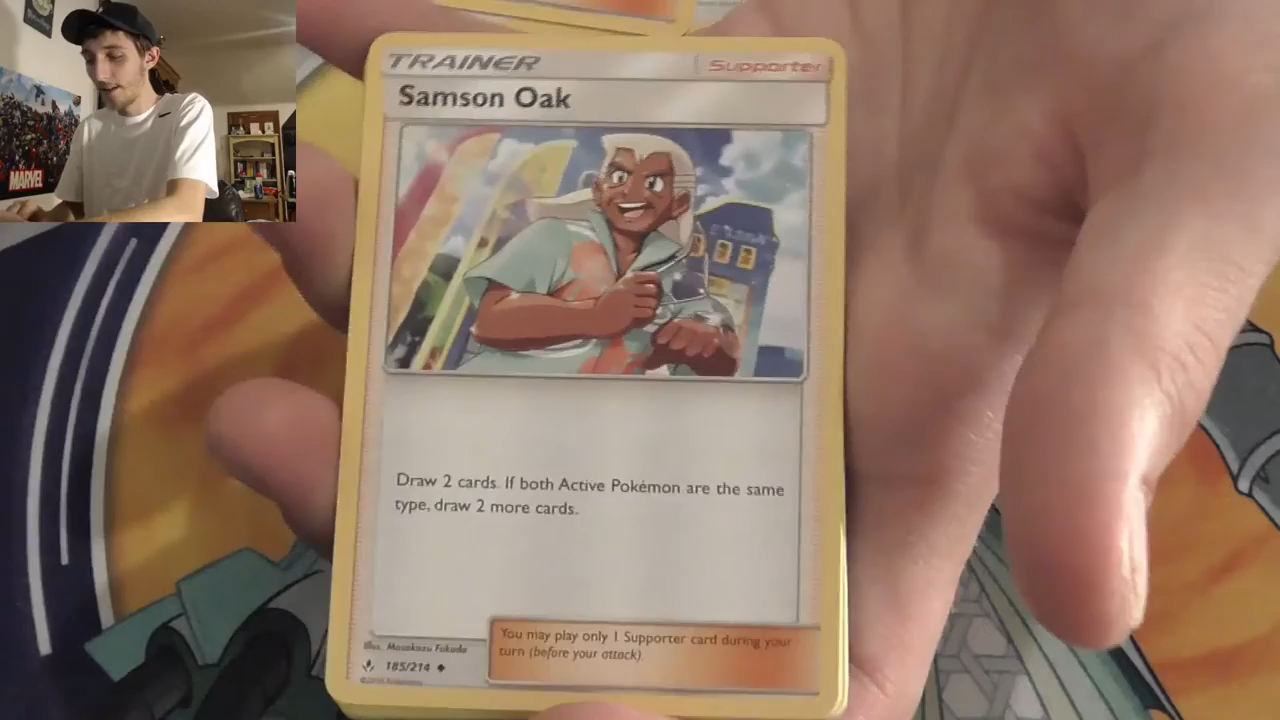 MARVEL
TRAINER
Supporter
Samson Oak
Draw 2 cards. If both Active Pokémon are the same
type, draw 2 more cards.
You may play only 1 Supporter card during your
turn (before your attack).
Illus. Masakazu Fukuda
185/214